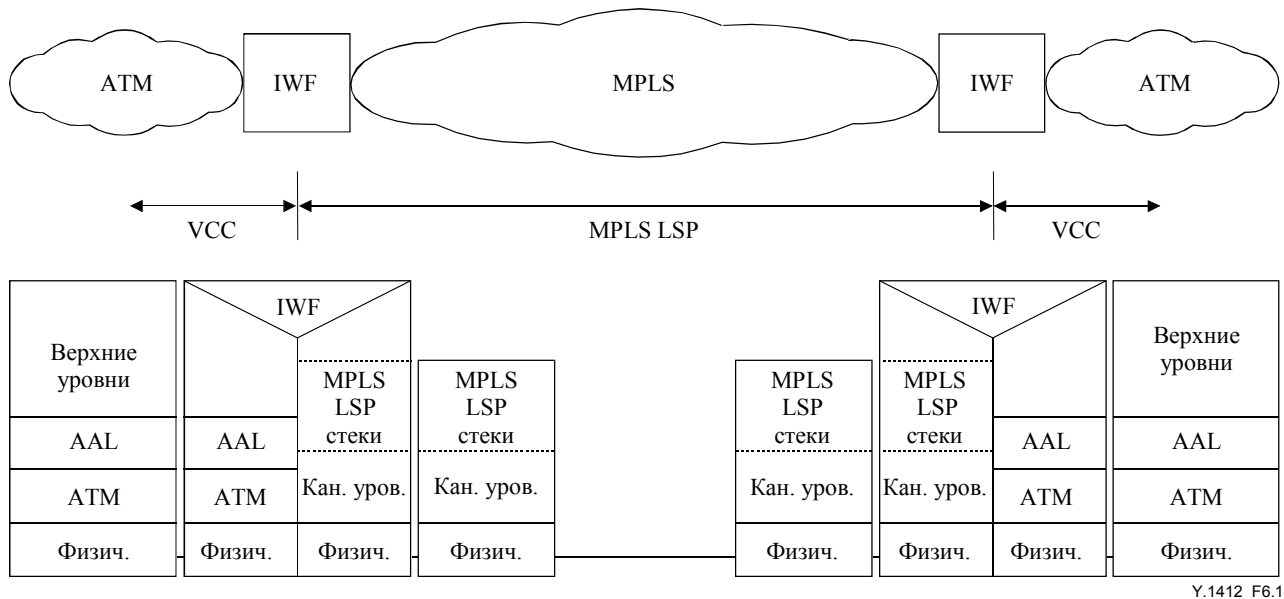 ATM
IWF
MPLS
IWF
ATM
VCC
MPLS LSP
VCC
IWF
IWF
Верхние
уровни
Верхние
уровни
MPLS
LSP
стеки
MPLS
LSP
стеки
MPLS
LSP
стеки
MPLS
LSP
стеки
AAL
AAL
AAL
AAL
ATM
ATM
Кан. уров.
Кан. уров.
Кан. уров.
Кан. уров.
ATM
ATM
Физич.
Физич.
Физич.
Физич.
Физич.
Физич.
Физич.
Физич.
Y.1412_F6.1